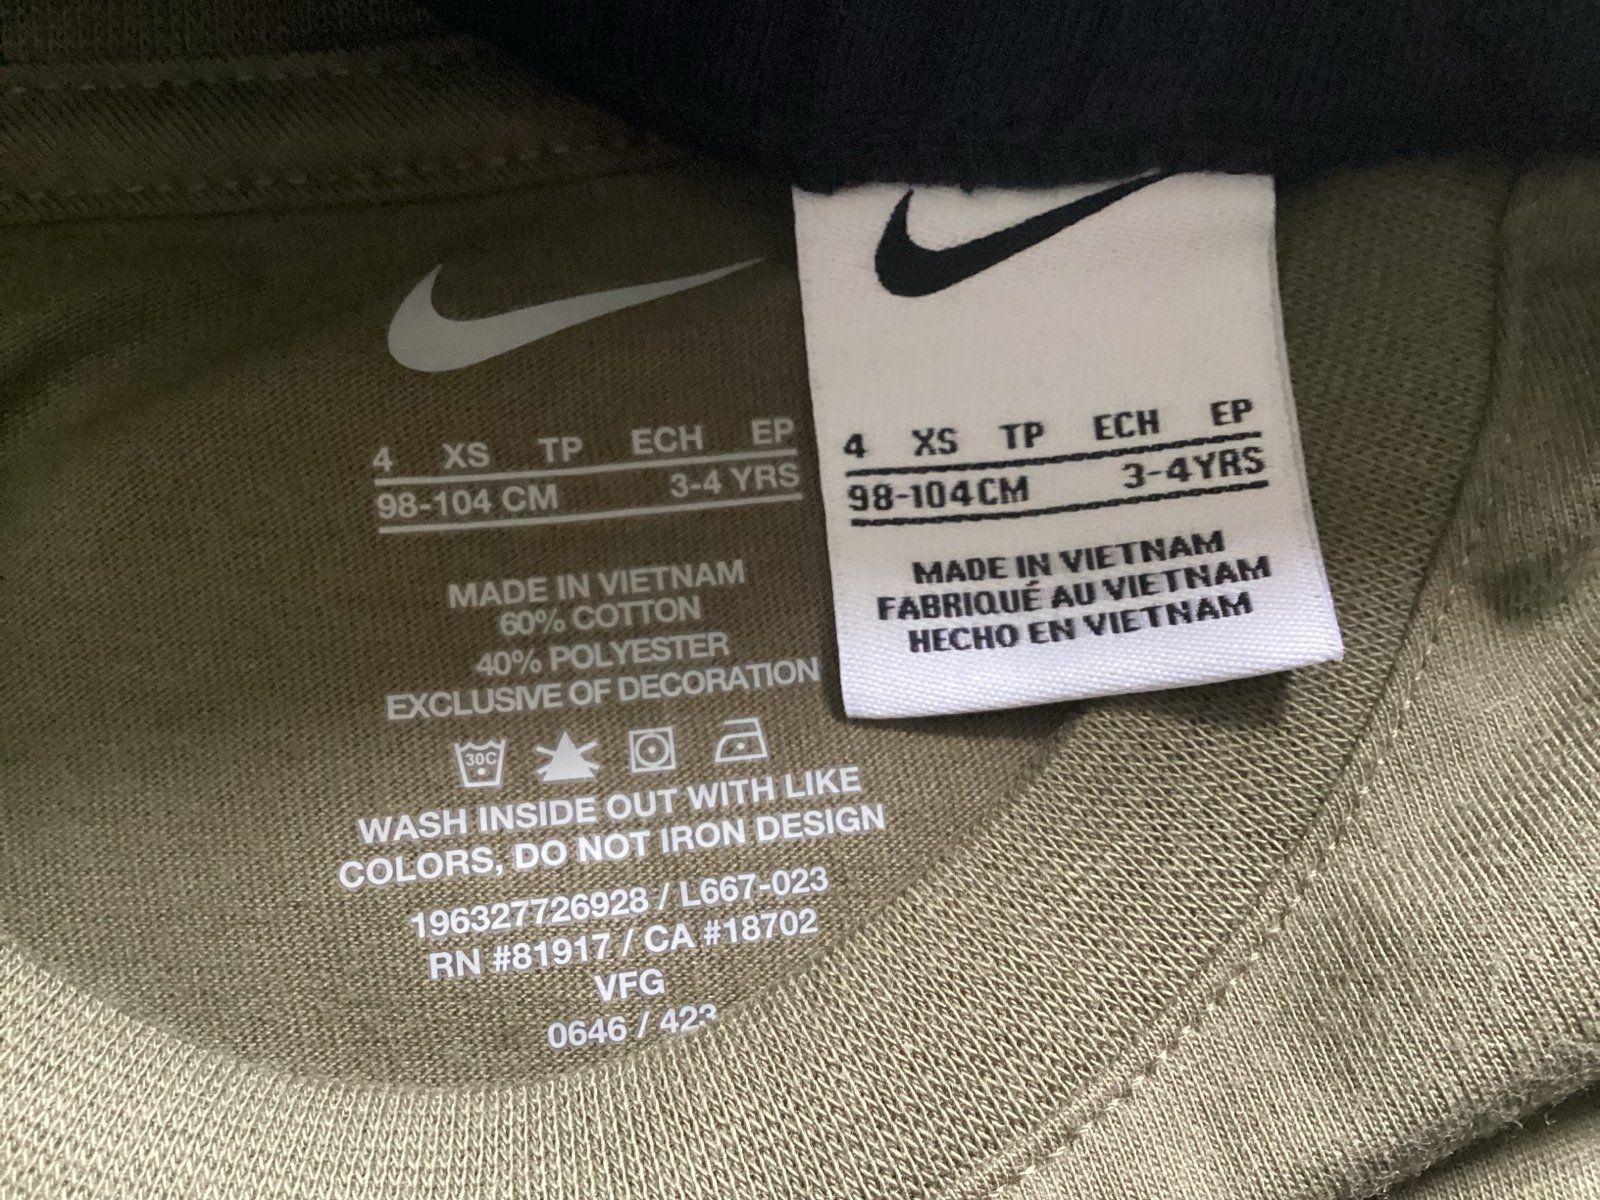 4 XS TP ECH EP
98-104 CM 3-4 YRS
MADE IN VIETNAM
60% COTTON
40% POLYESTER
EXCLUSIVE OF DECORATION
30C
WASH INSIDE OUT WITH LIKE
COLORS, DO NOT IRON DESIGN
196327726928 / L667-023
RN #81917 / CA #18702
VFG
0646 / 423
4 XS TP ECH EP
98-104CM 3-4YRS
MADE IN VIETNAM
FABRIQUÉ AU VIETNAM
HECHO EN VIETNAM